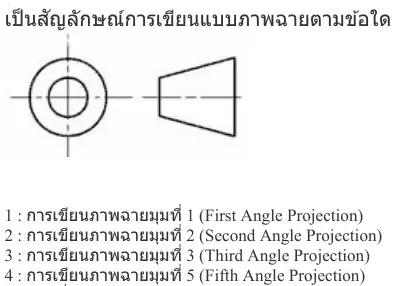 เป็นสัญลักษณ์การเขียนแบบภาพฉายตามข้อใด
1 : การเขียนภาพฉายมุมที่ 1 (First Angle Projection)
2 : การเขียนภาพฉายมุมที่ 2 (Second Angle Projection)
3 : การเขียนภาพฉายมุมที่ 3 (Third Angle Projection)
4 : การเขียนภาพฉายมุมที่ 5 (Fifth Angle Projection)